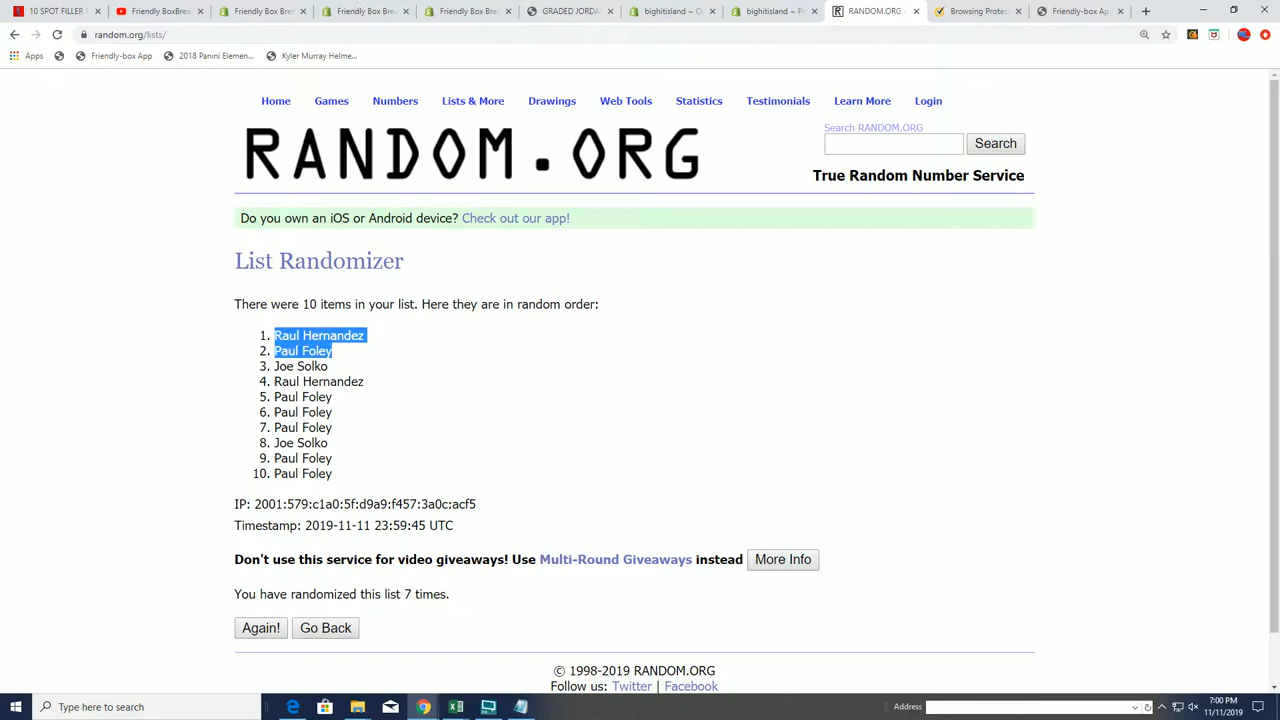 10 SPOT FILLER
Friendly BoxBrea
Friendly Box Bre
Friendly Box Bre
Friendly Box Bre
GRADED JORDA
bighitisland ~ O
bighitisland ~ Pr
RANDOM.ORG -
Browsing Protec
Friendly-box Ap
random.org/lists/
Apps
Friendly-box App
2018 Panini Elemen...
Kyler Murray Helme...
Home Games Numbers Lists & More Drawings Web Tools Statistics Testimonials Learn More Login
RANDOM.ORG
Search RANDOM.ORG
Search
True Random Number Service
Do you own an iOS or Android device? Check out our app!
List Randomizer
There were 10 items in your list. Here they are in random order:
1. Raul Hernandez
2. Paul Foley
3. Joe Solko
4. Raul Hernandez
5. Paul Foley
6. Paul Foley
7. Paul Foley
8. Joe Solko
9. Paul Foley
10. Paul Foley
IP: 2001:579:c1a0:5f:d9a9:f457:3a0c:acf5
Timestamp: 2019-11-11 23:59:45 UTC
Don't use this service for video giveaways! Use Multi-Round Giveaways instead More Info
You have randomized this list 7 times.
Again! Go Back
© 1998-2019 RANDOM.ORG
Follow us: Twitter | Facebook
Type here to search
Address
7:00 PM
11/11/2019